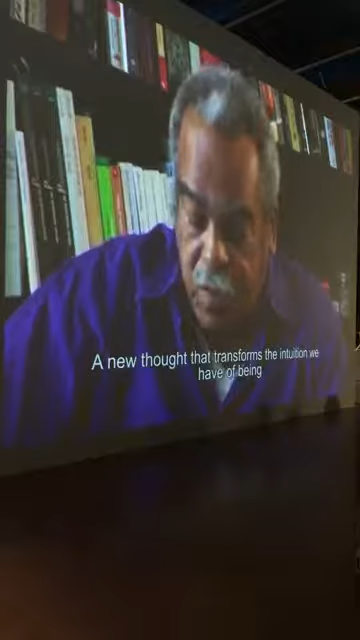 A new thought that transforms the intuition we
have of being